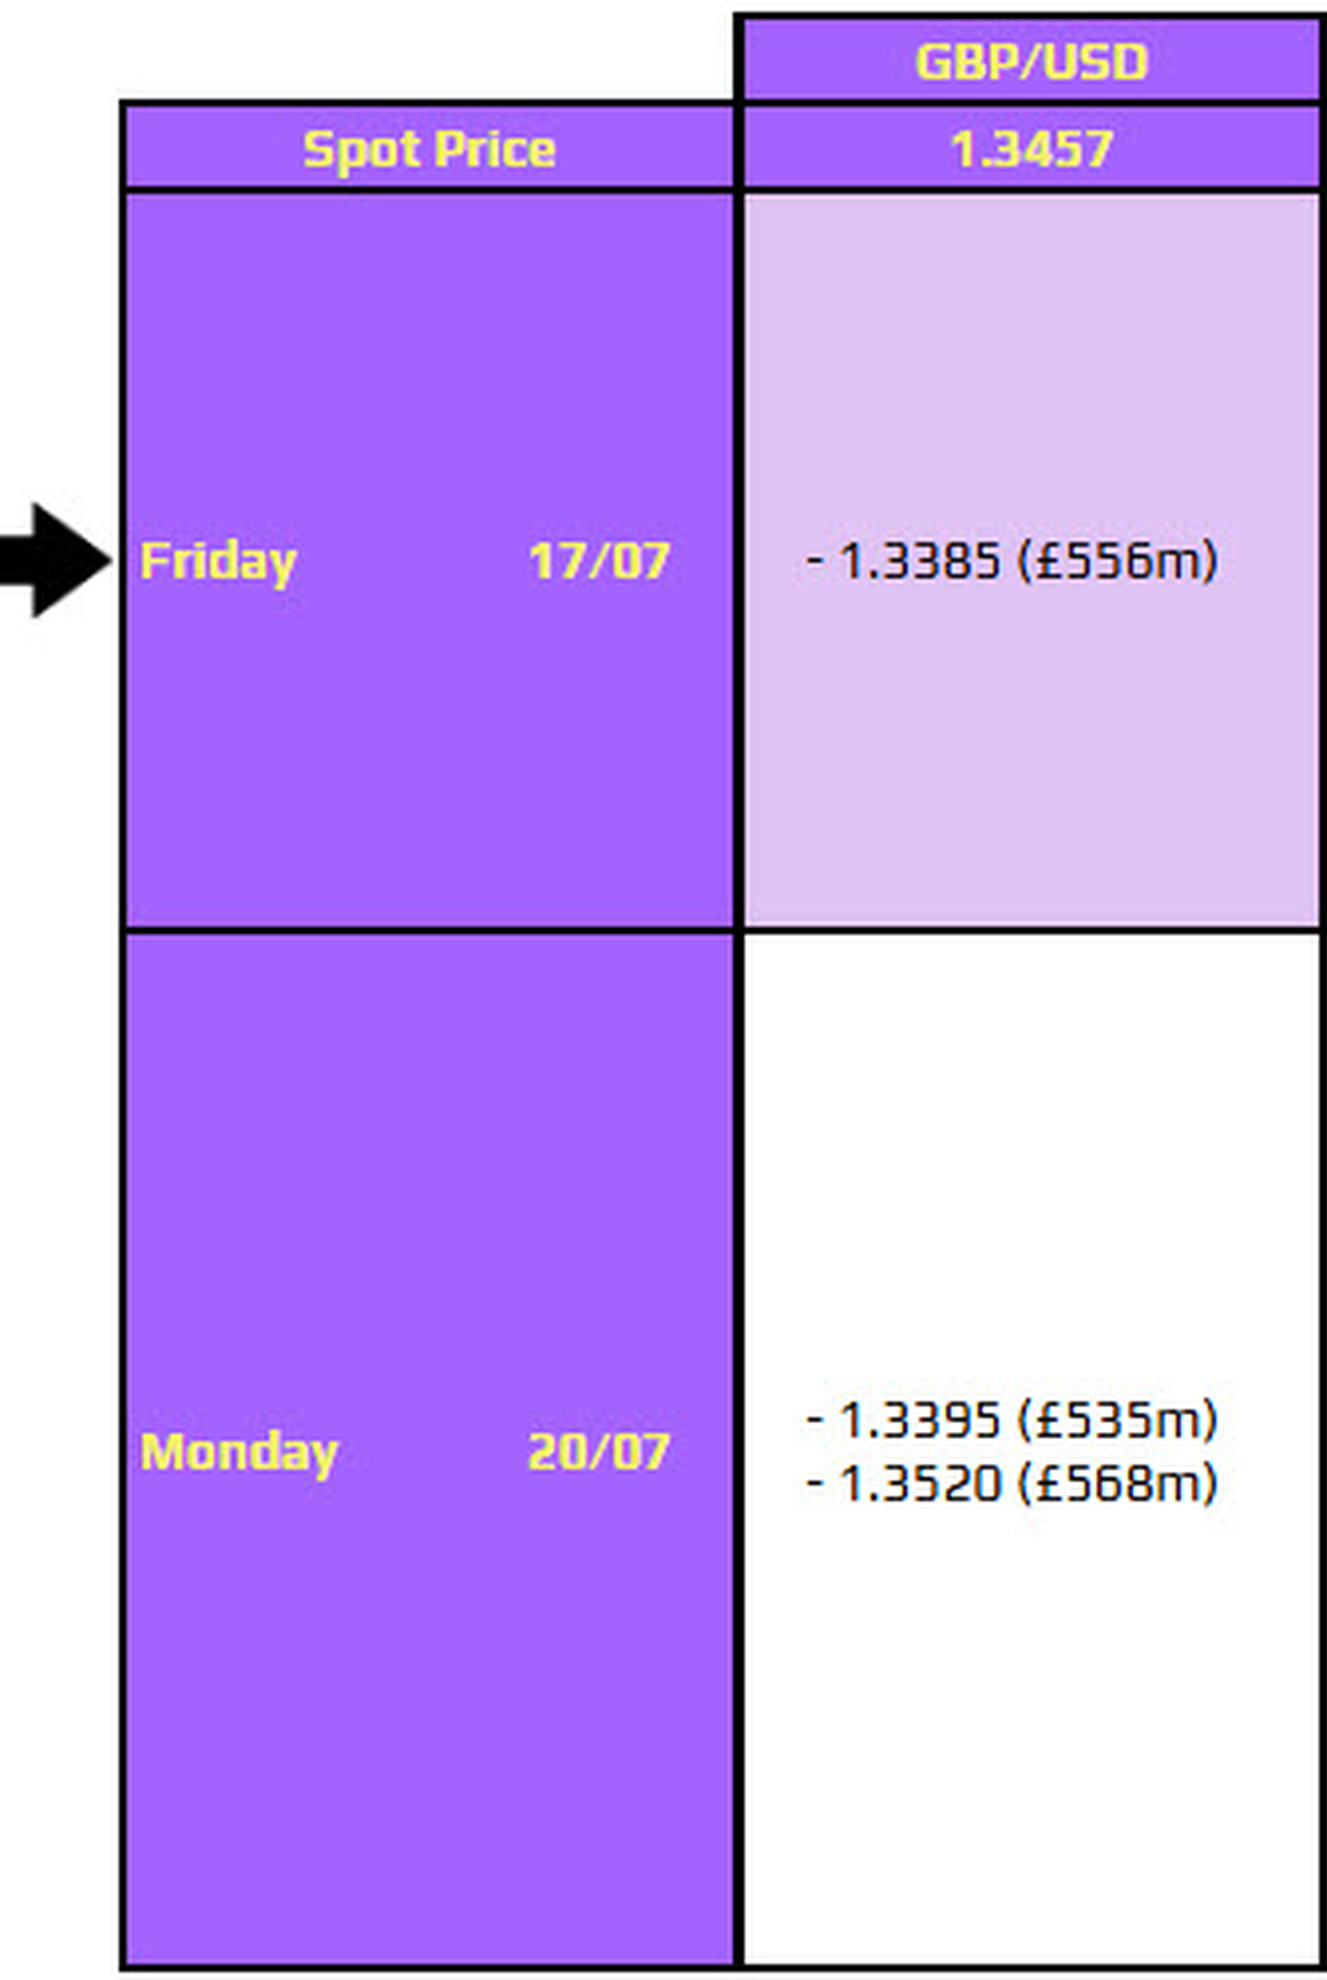 GBP/USD
Spot Price 1.3457
Friday 17/07 - 1.3385 (£556m)
Monday 20/07 - 1.3395 (£535m)
- 1.3520 (£568m)